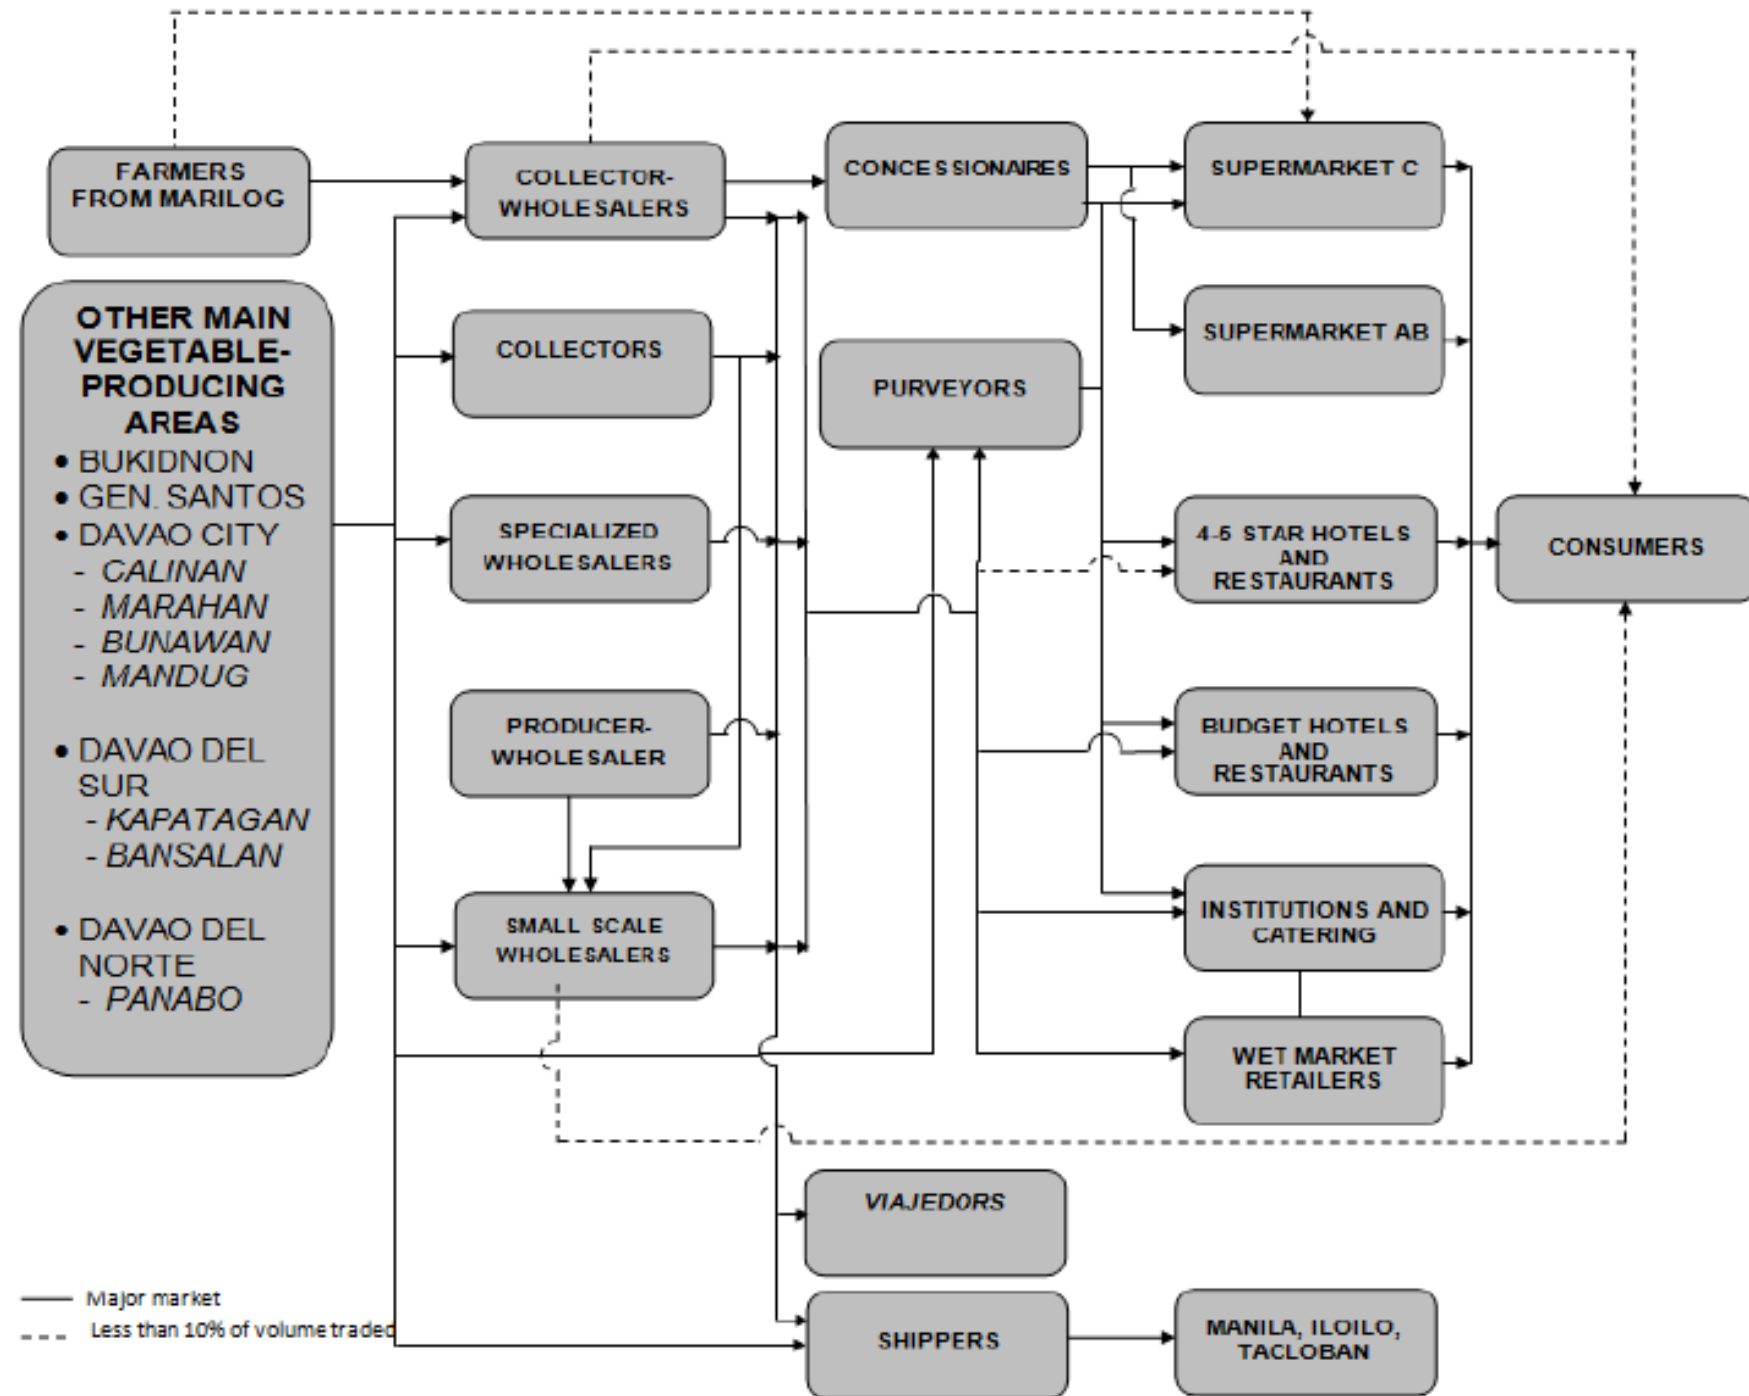 FARMERS
FROM MARILOG
OTHER MAIN
VEGETABLE-
PRODUCING
AREAS
• BUKIDNON
• GEN. SANTOS
• DAVAO CITY
- CALINAN
- MARAHAN
- BUNAWAN
- MANDUG
• DAVAO DEL
SUR
- KAPATAGAN
- BANSALAN
• DAVAO DEL
NORTE
- PANABO
COLLECTOR-
WHOLESALERS
COLLECTORS
SPECIALIZED
WHOLESALERS
PRODUCER-
WHOLESALER
SMALL SCALE
WHOLESALERS
CONCESSIONAIRES
PURVEYORS
VIAJEDORS
SHIPPERS
SUPERMARKET C
SUPERMARKET AB
4-5 STAR HOTELS
AND
RESTAURANTS
BUDGET HOTELS
AND
RESTAURANTS
INSTITUTIONS AND
CATERING
WET MARKET
RETAILERS
MANILA, ILOILO,
TACLOBAN
CONSUMERS
Major market
Less than 10% of volume traded